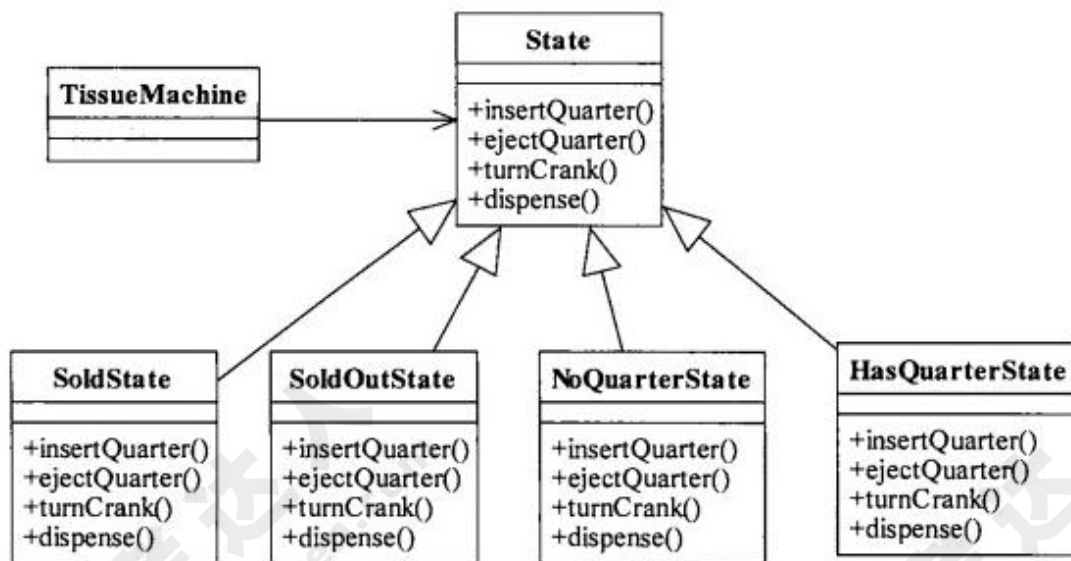 State
+insertQuarter()
+ejectQuarter()
+turnCrank()
+dispense()
TissueMachine
SoldState
+insertQuarter()
+ejectQuarter()
+turnCrank()
+dispense()
SoldOutState
+insertQuarter()
+ejectQuarter()
+turnCrank()
+dispense()
NoQuarterState
+insertQuarter()
+ejectQuarter()
+turnCrank()
+dispense()
HasQuarterState
+insertQuarter()
+ejectQuarter()
+turnCrank()
+dispense()